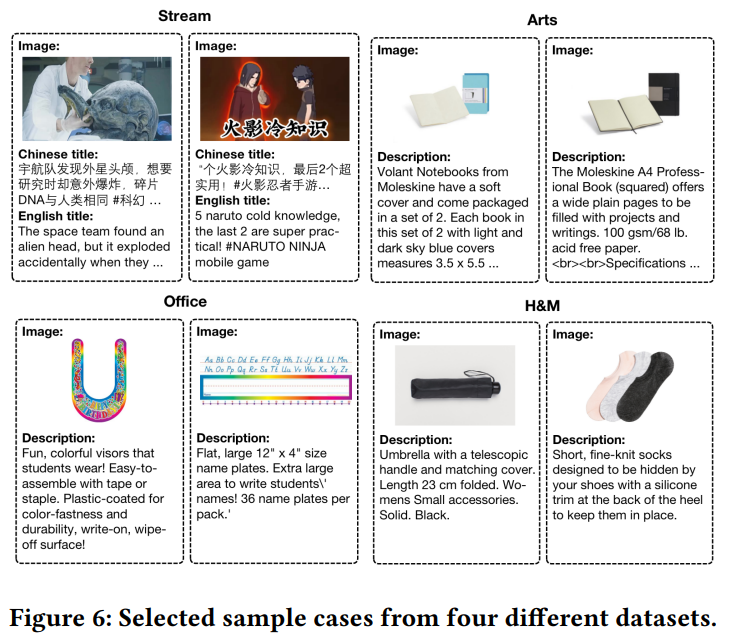 Stream
Image:
Chinese title:
宇航队发现外星头颅，想要
研究时却意外爆炸，碎片
DNA与人类相同 #科幻 ...
English title:
The space team found an
alien head, but it exploded
accidentally when they ...
Image:
火影冷知识
Chinese title:
“个火影冷知识，最后2个超
实用！#火影忍者手游...
English title:
5 naruto cold knowledge,
the last 2 are super prac-
tical! #NARUTO NINJA
mobile game
Arts
Image:
Description:
Volant Notebooks from
Moleskine have a soft
cover and come packaged
in a set of 2. Each book in
this set of 2 with light and
dark sky blue covers
measures 3.5 x 5.5 ...
Image:
Description:
The Moleskine A4 Profess-
ional Book (squared) offers
a wide plain pages to be
filled with projects and
writings. 100 gsm/68 lb.
acid free paper.
<br><br>Specifications ...
Office
Image:
Description:
Fun, colorful visors that
students wear! Easy-to-
assemble with tape or
staple. Plastic-coated for
color-fastness and
durability, write-on, wipe-
off surface!
Image:
Aa Bb Cc Dd Ee Ff Gg Hh Ii Jj Kk Ll Mm
Nn Oo Pp Qq Rr Ss Tt Uu Vv Ww Xx Yy Zz
Description:
Flat, large 12" x 4" size
name plates. Extra large
area to write students\'
names! 36 name plates per
pack.'
H&M
Image:
Description:
Umbrella with a telescopic
handle and matching cover.
Length 23 cm folded. Wo-
mens Small accessories.
Solid. Black.
Image:
Description:
Short, fine-knit socks
designed to be hidden by
your shoes with a silicone
trim at the back of the heel
to keep them in place.
Figure 6: Selected sample cases from four different datasets.